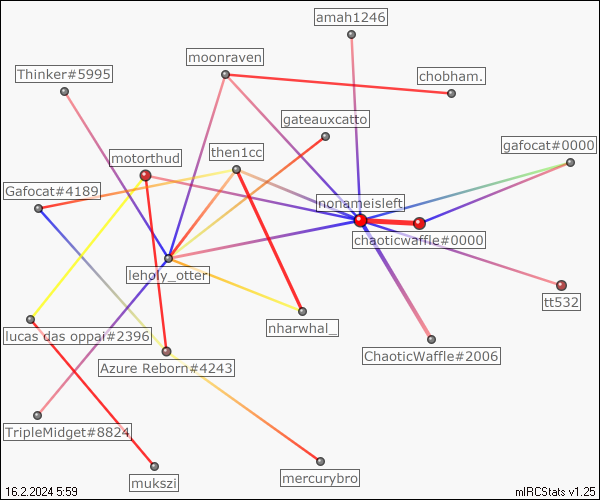 amah1246
moonraven
Thinker#5995
chobham.
gateauxcatto
gafocat#0000
then1cc
motorthud
Gafocat#4189
nonameisleft
chaoticwaffle#0000
leholy_otter
tt532
nharwhal_
lucas das oppai#2396
ChaoticWaffle#2006
Azure Reborn#4243
TripleMidget#8824
mukszi
mercurybro
16.2.2024 5:59
mIRCStats v1.25